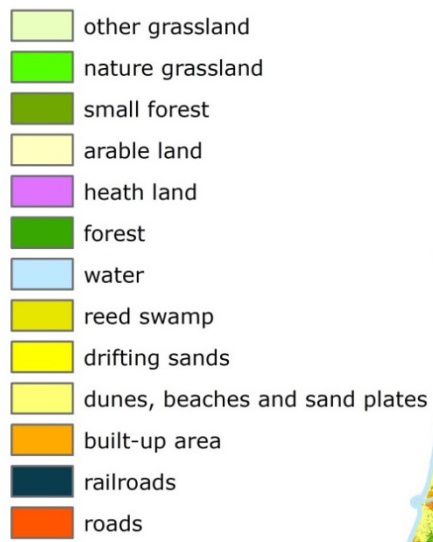 other grassland
nature grassland
small forest
arable land
heath land
forest
water
reed swamp
drifting sands
dunes, beaches and sand plates
built-up area
railroads
roads